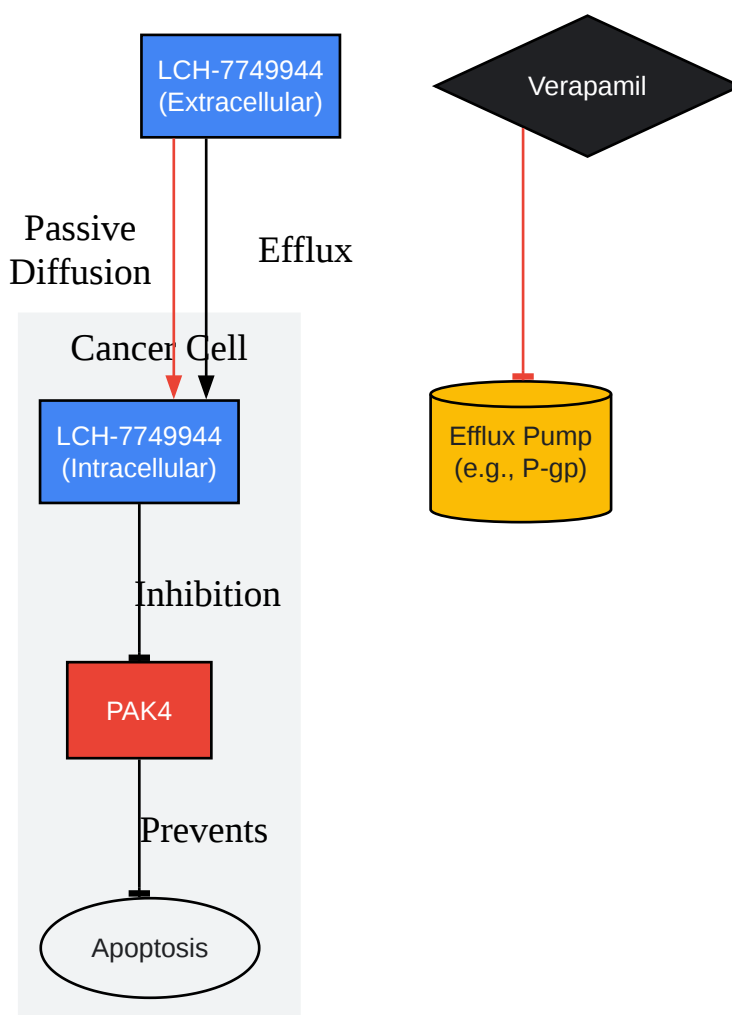 LCH-7749944
(Extracellular)
Verapamil
Passive
Diffusion
Efflux
Cancer Cell
LCH-7749944
(Intracellular)
Efflux Pump
(e.g., P-gp)
Inhibition
PAK4
Prevents
Apoptosis